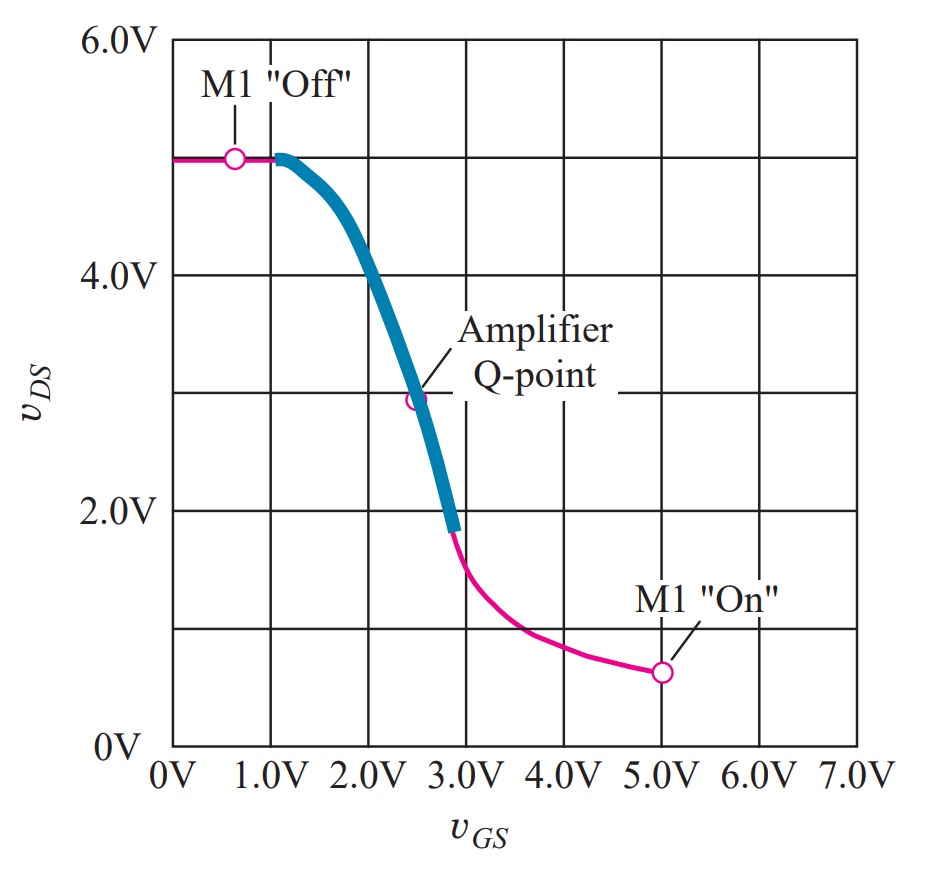 6.0V
M1 "Off"
4.0V
Amplifier
Q-point
vDS
2.0V
M1 "On"
0V
0V 1.0V 2.0V 3.0V 4.0V 5.0V 6.0V 7.0V
vGS